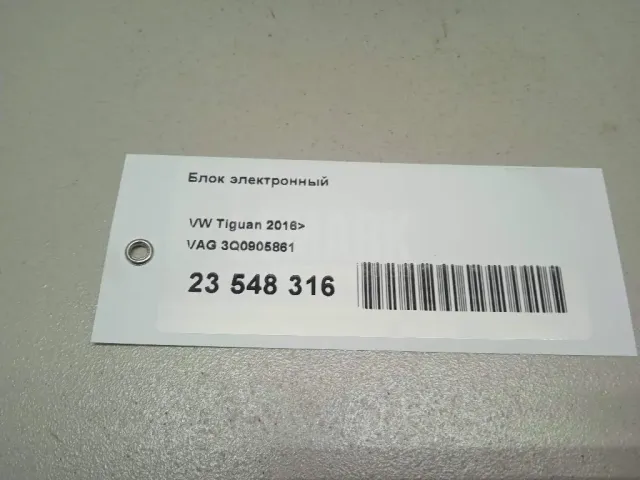 Блок электронный
VW Tiguan 2016>
VAG 3Q0905861
23 548 316